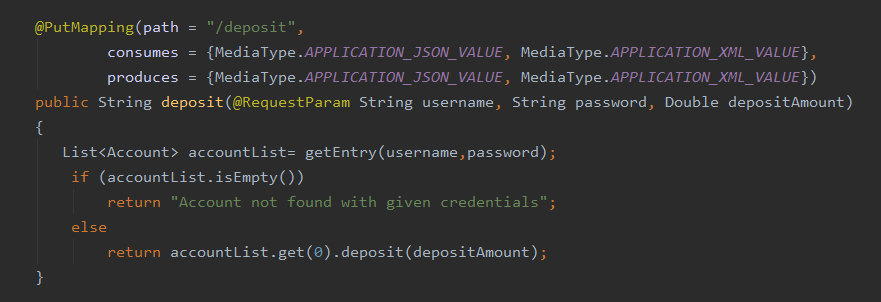 @PutMapping(path = "/deposit",
consumes = {MediaType.APPLICATION_JSON_VALUE, MediaType.APPLICATION_XML_VALUE},
produces = {MediaType.APPLICATION_JSON_VALUE, MediaType.APPLICATION_XML_VALUE})
public String deposit(@RequestParam String username, String password, Double depositAmount)
{
List<Account> accountList= getEntry(username,password);
if (accountList.isEmpty())
return "Account not found with given credentials";
else
return accountList.get(0).deposit(depositAmount);
}